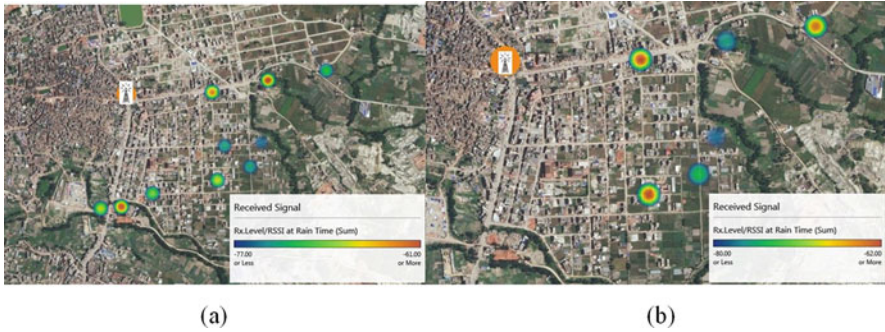 Received Signal
Rx.Level/RSSI at Rain Time (Sum)
-77.00
or Less
-61.00
or More
Received Signal
Rx.Level/RSSI at Rain Time (Sum)
-80.00
or Less
-62.00
or More
(a)
(b)